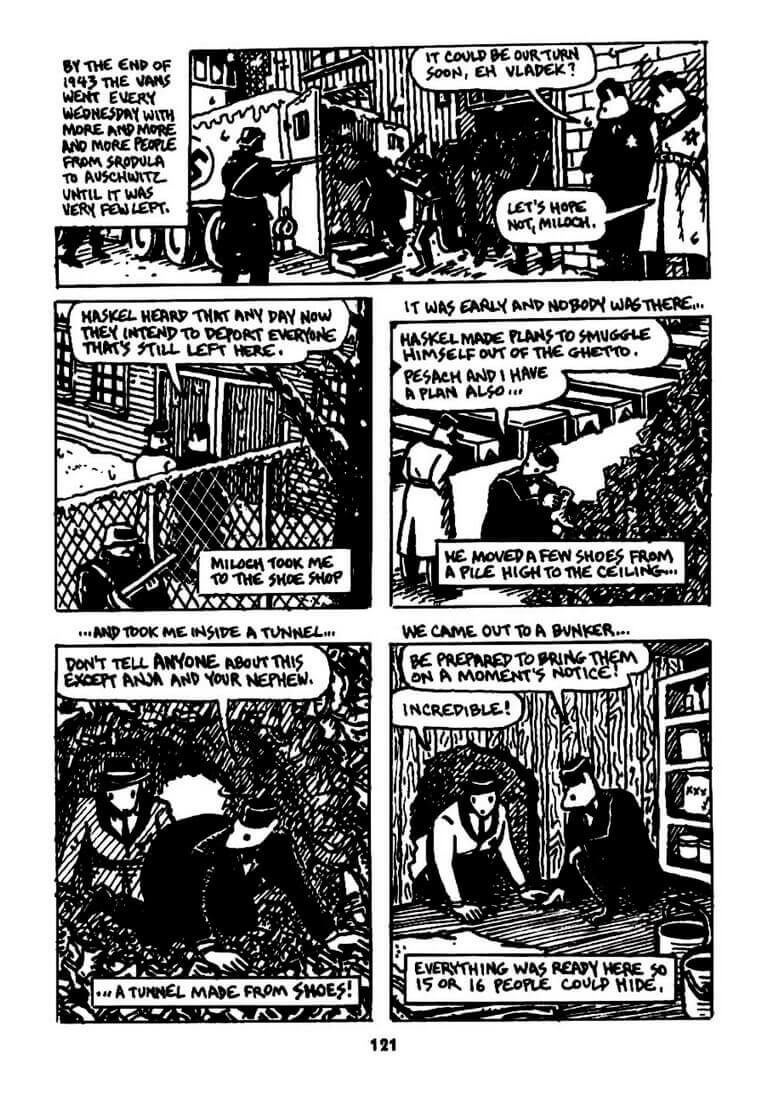 BY THE END OF
1943 THE VANS
WENT EVERY
WEDNESDAY WITH
MORE AND MORE
AND MORE PEOPLE
FROM SRODULA
TO AUSCHWITZ
UNTIL IT WAS
VERY FEW LEFT.
IT COULD BE OUR TURN
SOON, EH VLADEK?
LET'S HOPE
NOT, MILOCH.
HASKEL HEARD THAT ANY DAY NOW
THEY INTEND TO DEPORT EVERYONE
THAT'S STILL LEFT HERE.
MILOCH TOOK ME
TO THE SHOE SHOP
IT WAS EARLY AND NOBODY WAS THERE...
HASKEL MADE PLANS TO SMUGGLE
HIMSELF OUT OF THE GHETTO.
PESACH AND I HAVE
A PLAN ALSO...
HE MOVED A FEW SHOES FROM
A PILE HIGH TO THE CEILING...
...AND TOOK ME INSIDE A TUNNEL...
DON'T TELL ANYONE ABOUT THIS
EXCEPT ANJA AND YOUR NEPHEW.
...A TUNNEL MADE FROM SHOES!
WE CAME OUT TO A BUNKER...
BE PREPARED TO BRING THEM
ON A MOMENT'S NOTICE!
INCREDIBLE!
XXX
EVERYTHING WAS READY HERE SO
15 OR 16 PEOPLE COULD HIDE.
121